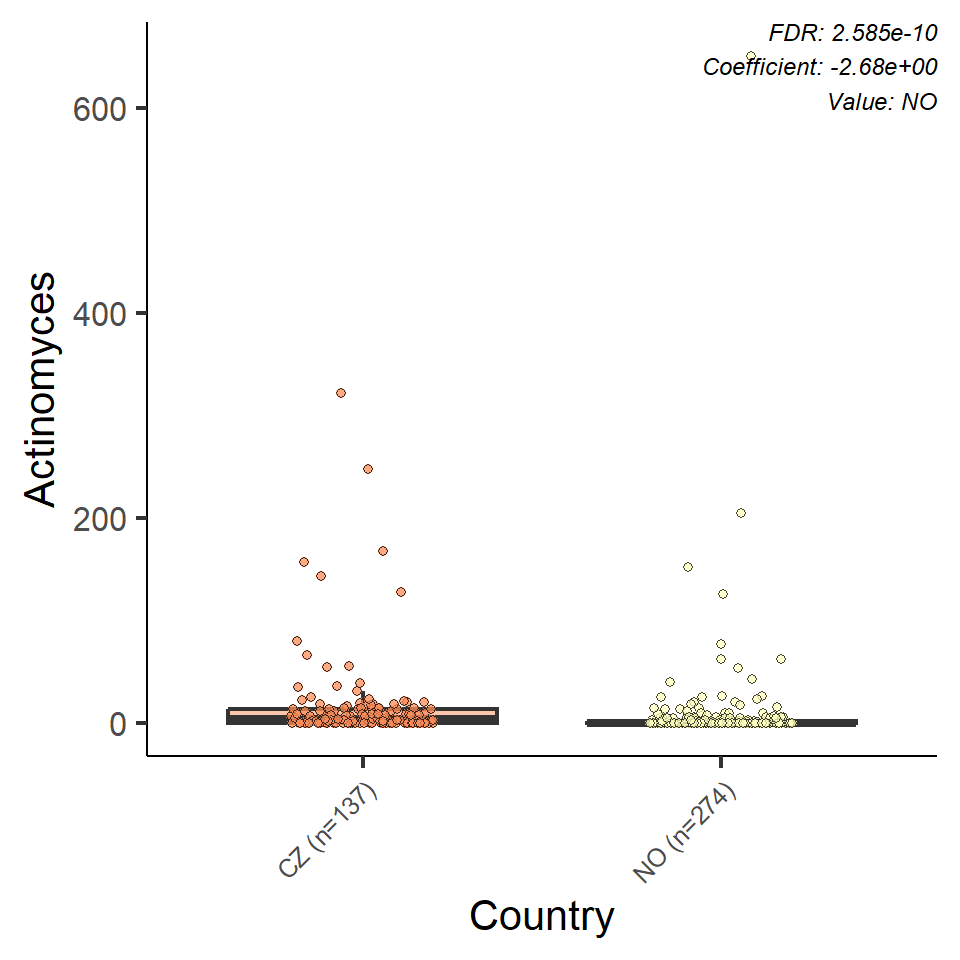 FDR: 2.585e-10
Coefficient: -2.68e+00
Value: NO
600
400
200
0
Actinomyces
CZ (n=137)
NO (n=274)
Country